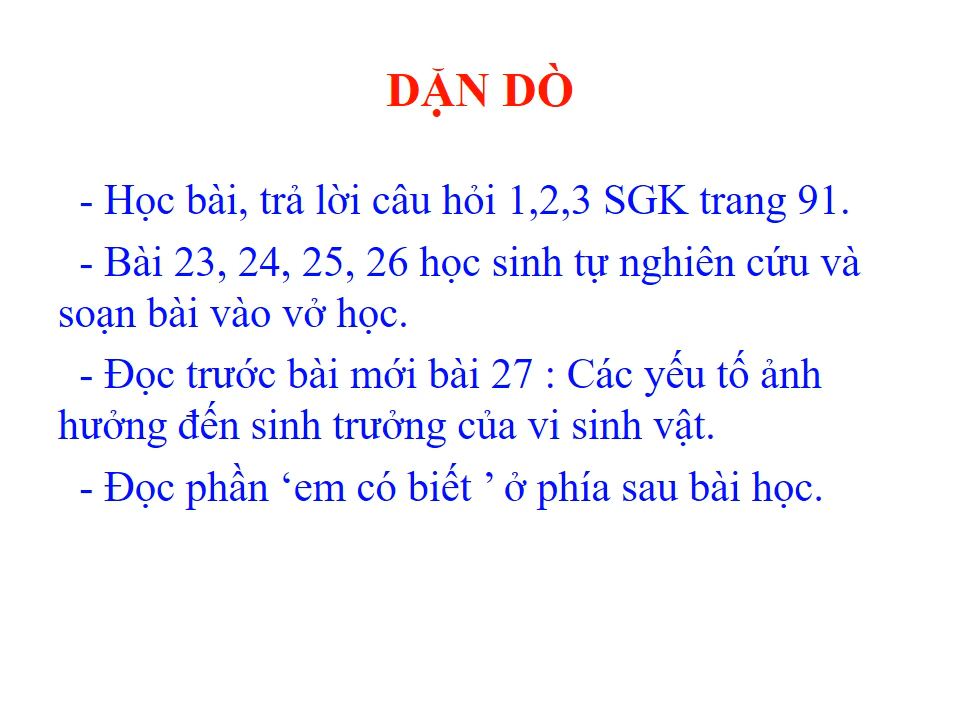 DẶN DÒ
- Học bài, trả lời câu hỏi 1,2,3 SGK trang 91.
- Bài 23, 24, 25, 26 học sinh tự nghiên cứu và
soạn bài vào vở học.
- Đọc trước bài mới bài 27 : Các yếu tố ảnh
hưởng đến sinh trưởng của vi sinh vật.
- Đọc phần ‘em có biết ’ ở phía sau bài học.